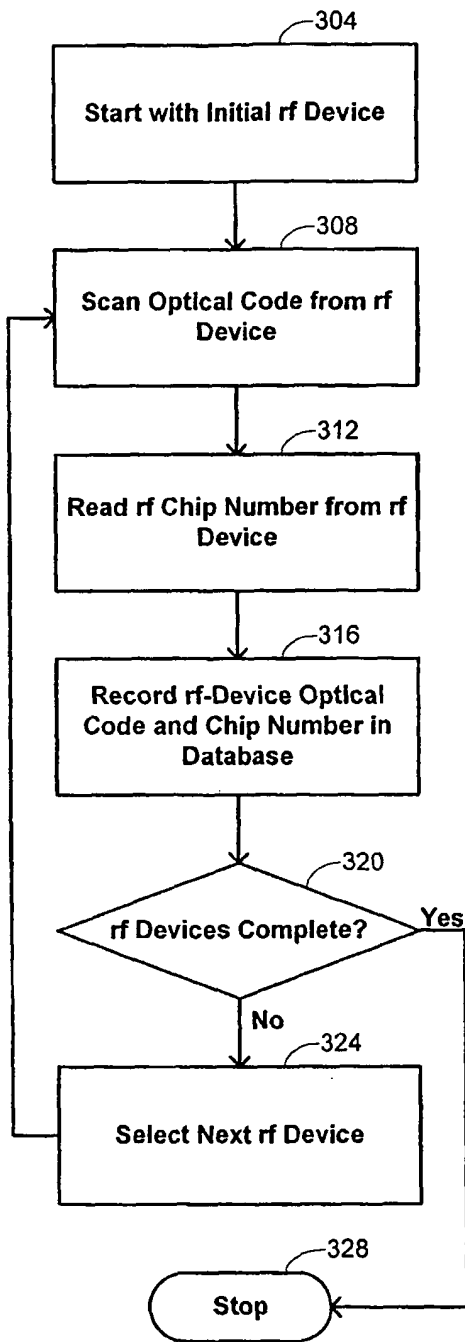 304
Start with Initial rf Device
308
Scan Optical Code from rf
Device
312
Read rf Chip Number from rf
Device
316
Record rf-Device Optical
Code and Chip Number in
Database
320
rf Devices Complete?
Yes
No
324
Select Next rf Device
328
Stop